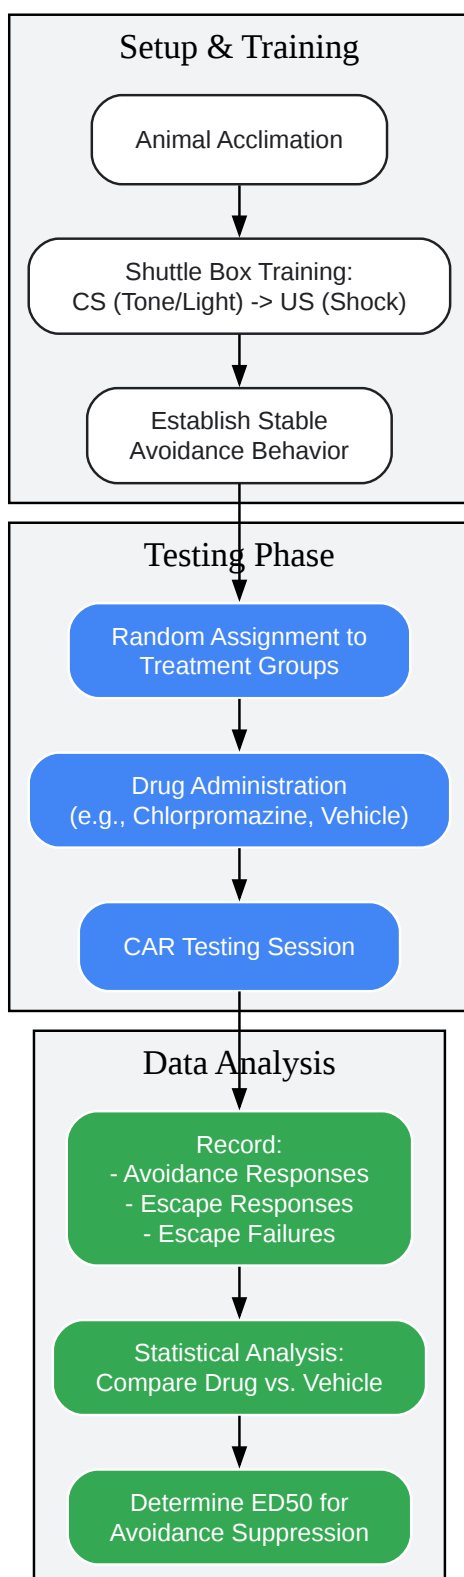 Setup & Training
Animal Acclimation
Shuttle Box Training:
CS (Tone/Light) -> US (Shock)
Establish Stable
Avoidance Behavior
Testing Phase
Random Assignment to
Treatment Groups
Drug Administration
(e.g., Chlorpromazine, Vehicle)
CAR Testing Session
Data Analysis
Record:
- Avoidance Responses
- Escape Responses
- Escape Failures
Statistical Analysis:
Compare Drug vs. Vehicle
Determine ED50 for
Avoidance Suppression